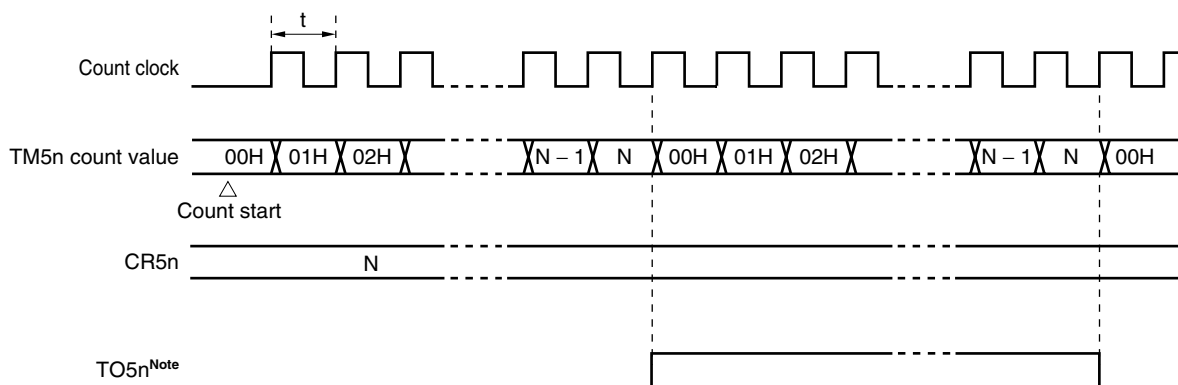 t
Count clock
TM5n count value 00H 01H 02H N − 1 N 00H 01H 02H N − 1 N 00H
Count start
CR5n N
TO5nNote